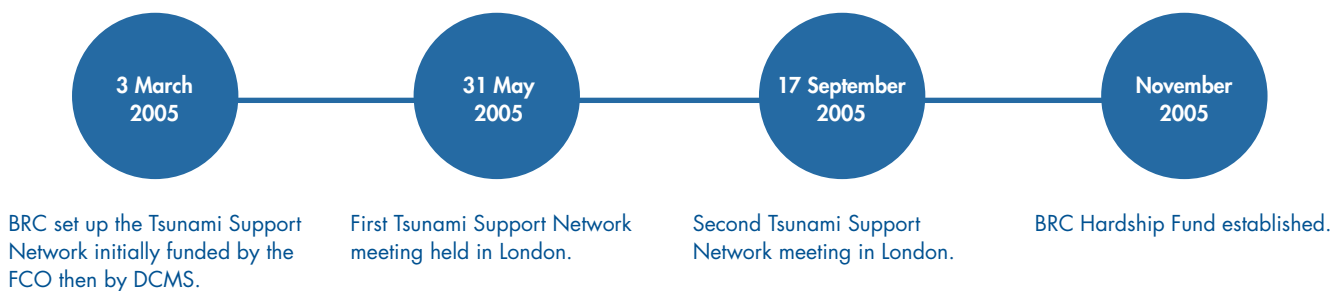 3 March
2005
31 May
2005
17 September
2005
November
2005
BRC set up the Tsunami Support
Network initially funded by the
FCO then by DCMS.
First Tsunami Support Network
meeting held in London.
Second Tsunami Support
Network meeting in London.
BRC Hardship Fund established.